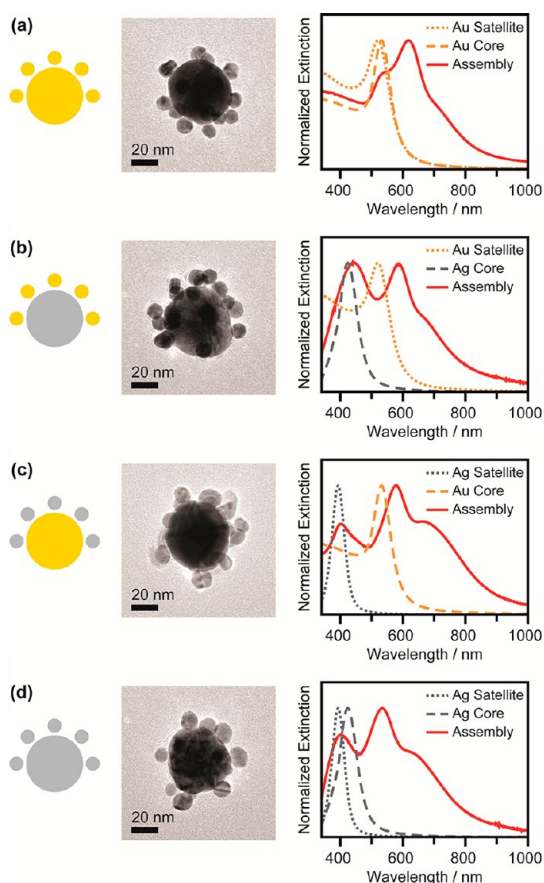 (a)
20 nm
Normalized Extinction
Au Satellite
Au Core
Assembly
400 600 800 1000
Wavelength / nm
(b)
20 nm
Normalized Extinction
Au Satellite
Ag Core
Assembly
400 600 800 1000
Wavelength / nm
(c)
20 nm
Normalized Extinction
Ag Satellite
Au Core
Assembly
400 600 800 1000
Wavelength / nm
(d)
20 nm
Normalized Extinction
Ag Satellite
Ag Core
Assembly
400 600 800 1000
Wavelength / nm